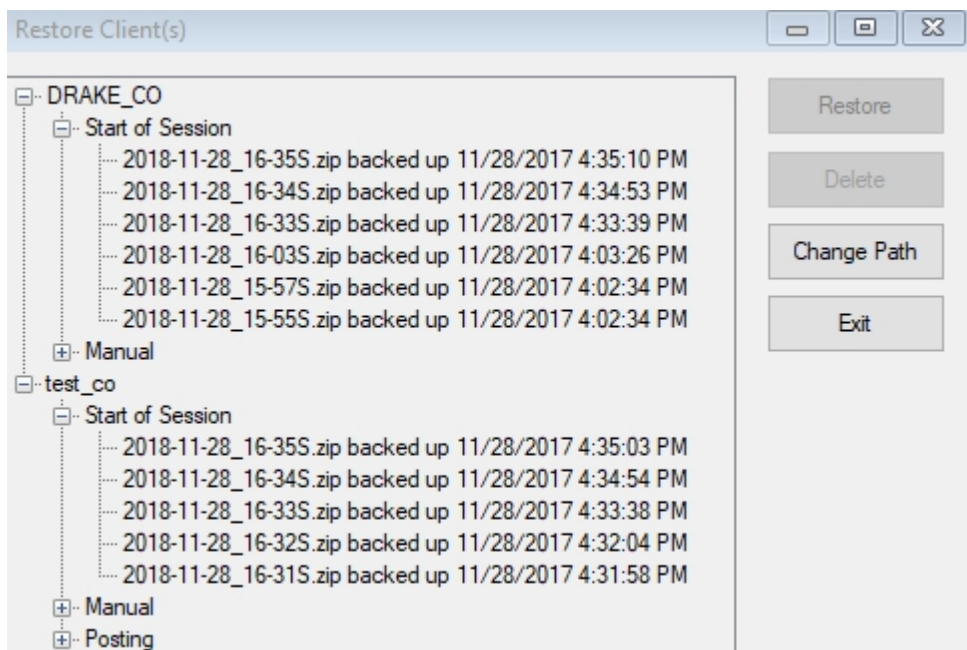 Restore Client(s)
DRAKE_CO
Start of Session
2018-11-28_16-35S.zip backed up 11/28/2017 4:35:10 PM
2018-11-28_16-34S.zip backed up 11/28/2017 4:34:53 PM
2018-11-28_16-33S.zip backed up 11/28/2017 4:33:39 PM
2018-11-28_16-03S.zip backed up 11/28/2017 4:03:26 PM
2018-11-28_15-57S.zip backed up 11/28/2017 4:02:34 PM
2018-11-28_15-55S.zip backed up 11/28/2017 4:02:34 PM
Manual
test_co
Start of Session
2018-11-28_16-35S.zip backed up 11/28/2017 4:35:03 PM
2018-11-28_16-34S.zip backed up 11/28/2017 4:34:54 PM
2018-11-28_16-33S.zip backed up 11/28/2017 4:33:38 PM
2018-11-28_16-32S.zip backed up 11/28/2017 4:32:04 PM
2018-11-28_16-31S.zip backed up 11/28/2017 4:31:58 PM
Manual
Posting
Restore
Delete
Change Path
Exit